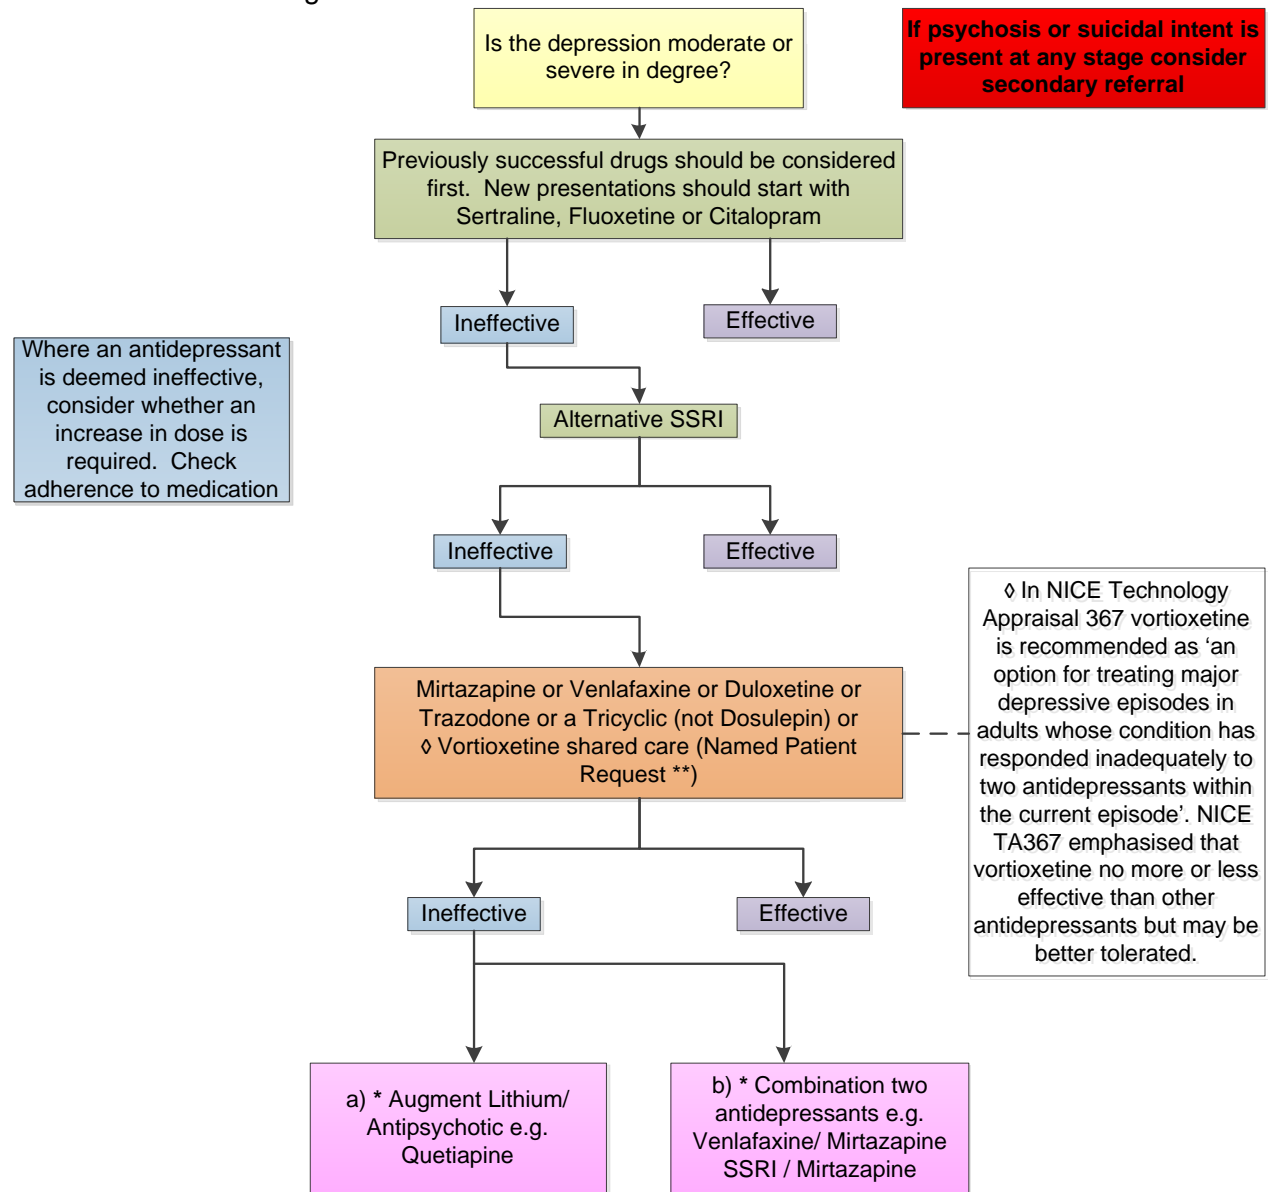 Is the depression moderate or
severe in degree?
If psychosis or suicidal intent is
present at any stage consider
secondary referral
Previously successful drugs should be considered
first.  New presentations should start with
Sertraline, Fluoxetine or Citalopram
Ineffective
Effective
Where an antidepressant
is deemed ineffective,
consider whether an
increase in dose is
required.  Check
adherence to medication
Alternative SSRI
Ineffective
Effective
◊ In NICE Technology
Appraisal 367 vortioxetine
is recommended as ‘an
option for treating major
depressive episodes in
adults whose condition has
responded inadequately to
two antidepressants within
the current episode’. NICE
TA367 emphasised that
vortioxetine no more or less
effective than other
antidepressants but may be
better tolerated.
Mirtazapine or Venlafaxine or Duloxetine or
Trazodone or a Tricyclic (not Dosulepin) or
◊ Vortioxetine shared care (Named Patient
Request **)
Ineffective
Effective
a) * Augment Lithium/
Antipsychotic e.g.
Quetiapine
b) * Combination two
antidepressants e.g.
Venlafaxine/ Mirtazapine
SSRI / Mirtazapine